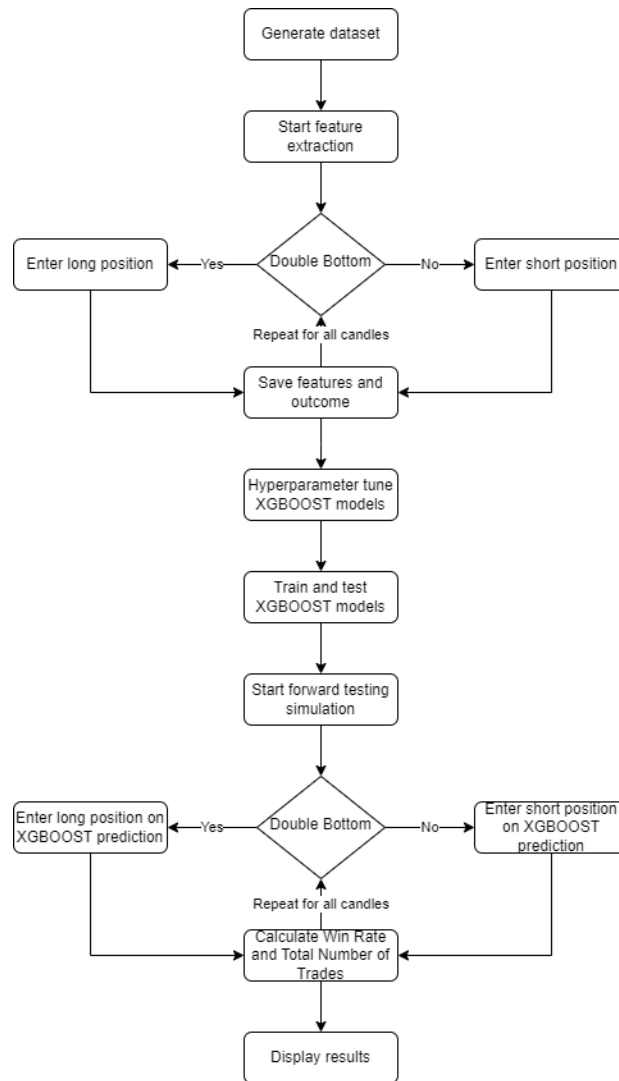 Generate dataset
Start feature
extraction
Double Bottom
Enter long position
Yes
No
Enter short position
Repeat for all candles
Save features and
outcome
Hyperparameter tune
XGBOOST models
Train and test
XGBOOST models
Start forward testing
simulation
Enter long position on
XGBOOST prediction
Yes
Double Bottom
No
Enter short position
on XGBOOST
prediction
Repeat for all candles
Calculate Win Rate
and Total Number of
Trades
Display results